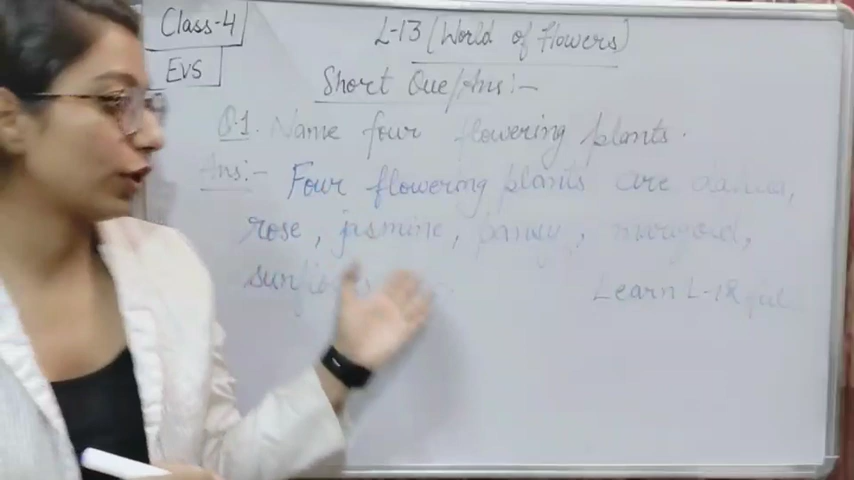 Class-4
EVS
L-13 (World of flowers)
Short Que/Ans:-
Q.1. Name four flowering plants.
Ans:- Four flowering plants are dahlia,
rose, jasmine, pansy, marigold,
Learn L-18